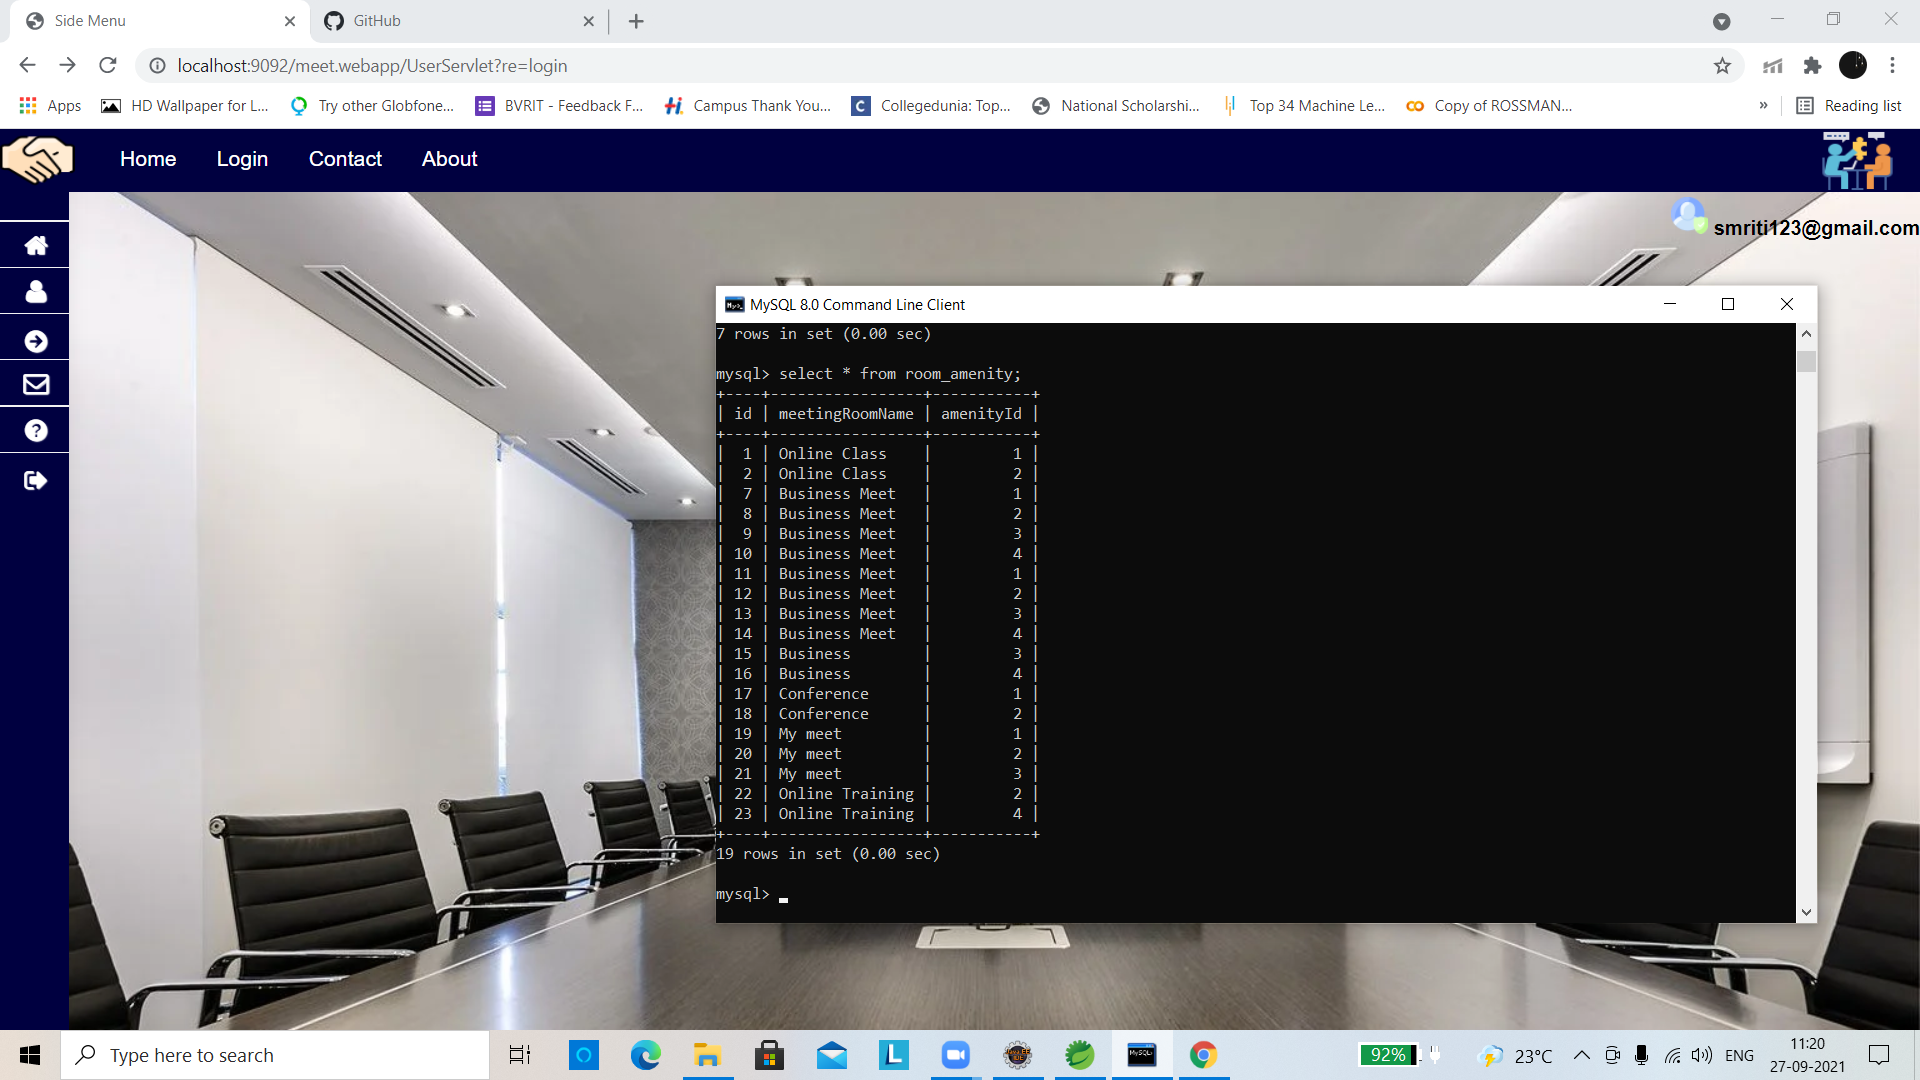 Side Menu
GitHub
localhost:9092/meet.webapp/UserServlet?re=login
Apps
HD Wallpaper for L...
Try other Globfone...
BVRIT - Feedback F...
Campus Thank You...
Collegedunia: Top...
National Scholarshi...
Top 34 Machine Le...
Copy of ROSSMAN...
»
Reading list
Home
Login
Contact
About
smriti123@gmail.com
MySQL 8.0 Command Line Client
7 rows in set (0.00 sec)
mysql> select * from room_amenity;
+----+-----------------+-----------+
| id | meetingRoomName | amenityId |
+----+-----------------+-----------+
|  1 | Online Class    |         1 |
|  2 | Online Class    |         2 |
|  7 | Business Meet   |         1 |
|  8 | Business Meet   |         2 |
|  9 | Business Meet   |         3 |
| 10 | Business Meet   |         4 |
| 11 | Business Meet   |         1 |
| 12 | Business Meet   |         2 |
| 13 | Business Meet   |         3 |
| 14 | Business Meet   |         4 |
| 15 | Business        |         3 |
| 16 | Business        |         4 |
| 17 | Conference      |         1 |
| 18 | Conference      |         2 |
| 19 | My meet         |         1 |
| 20 | My meet         |         2 |
| 21 | My meet         |         3 |
| 22 | Online Training |         2 |
| 23 | Online Training |         4 |
+----+-----------------+-----------+
19 rows in set (0.00 sec)
mysql>
Type here to search
92%
23°C
ENG
11:20
27-09-2021